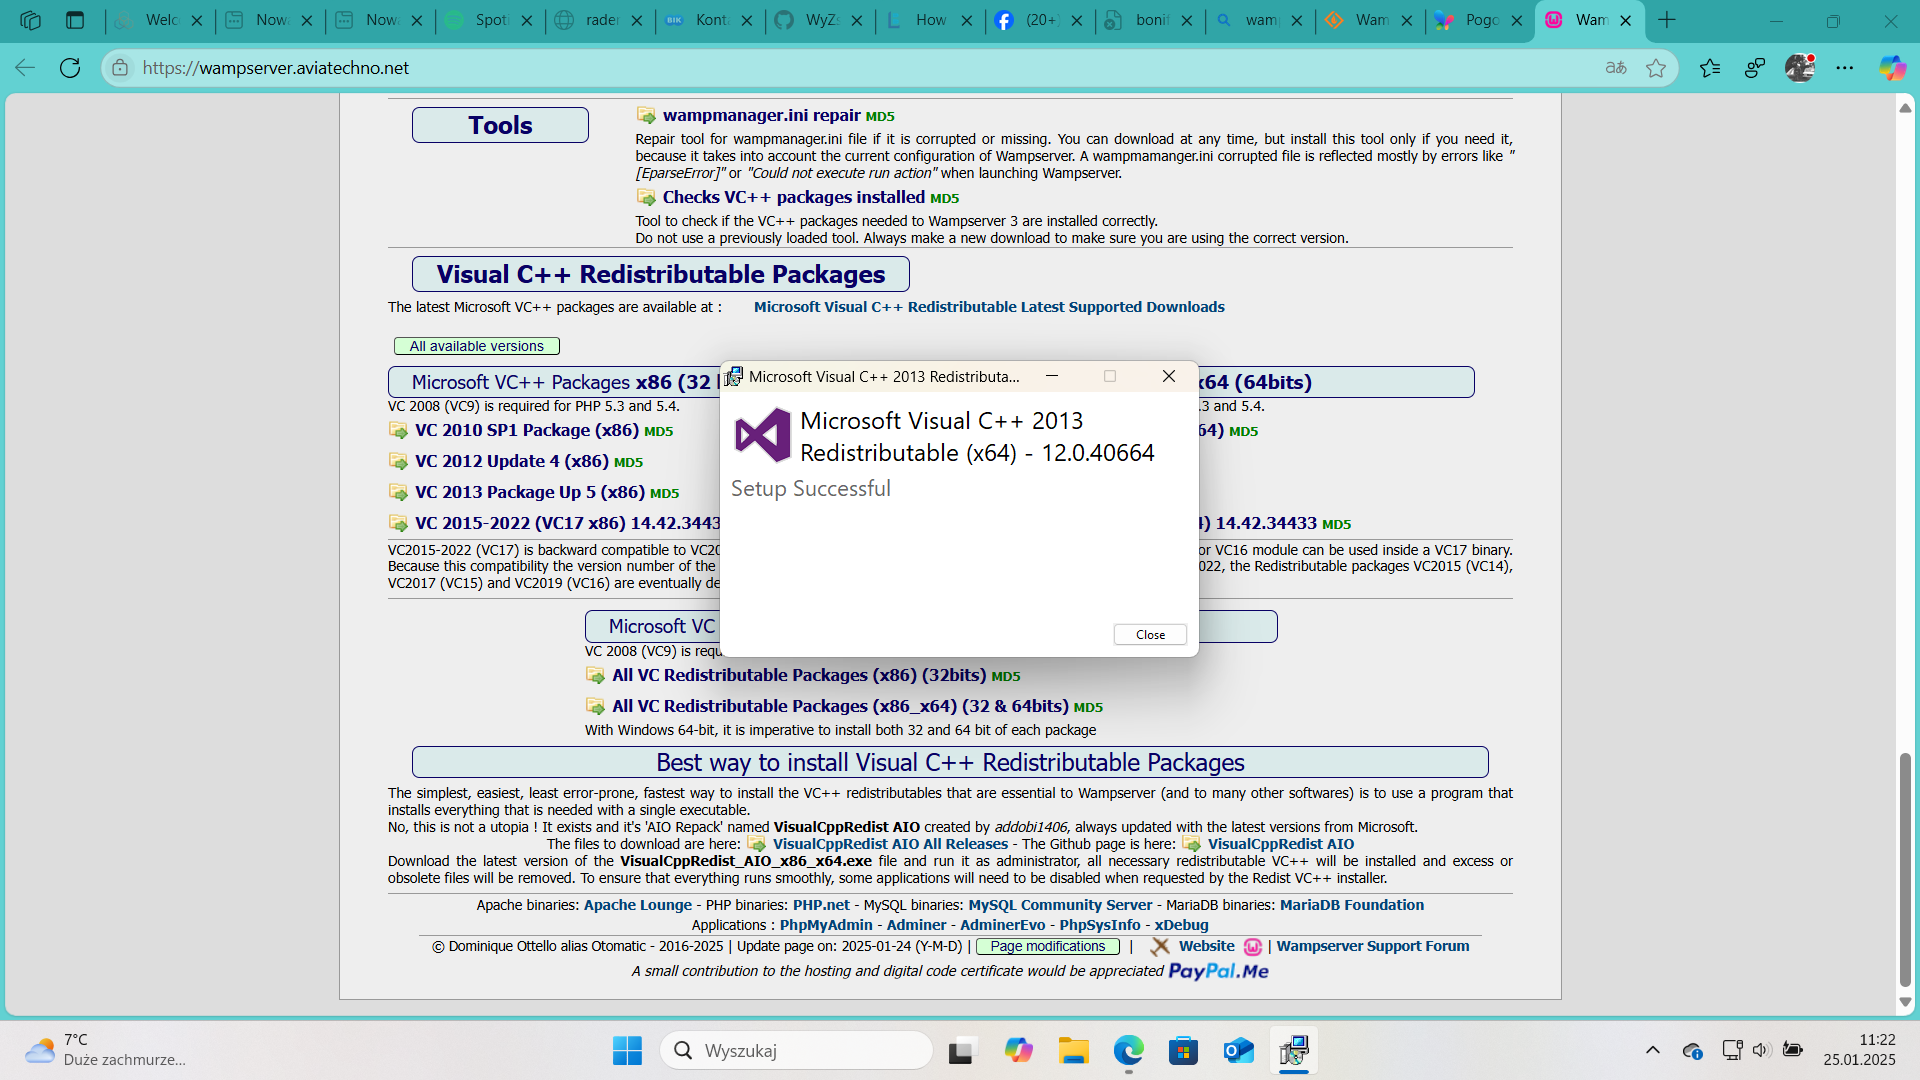 Welc
Nowa
Nowa
Spoti
rader
Konta
WyZs
How
(20+)
bonif
wamp
Wam
Pogo
Wam
https://wampserver.aviatechno.net
Tools
wampmanager.ini repair MD5
Repair tool for wampmanager.ini file if it is corrupted or missing. You can download at any time, but install this tool only if you need it,
because it takes into account the current configuration of Wampserver. A wampmamanger.ini corrupted file is reflected mostly by errors like "
[EparseError]" or "Could not execute run action" when launching Wampserver.
Checks VC++ packages installed MD5
Tool to check if the VC++ packages needed to Wampserver 3 are installed correctly.
Do not use a previously loaded tool. Always make a new download to make sure you are using the correct version.
Visual C++ Redistributable Packages
The latest Microsoft VC++ packages are available at : Microsoft Visual C++ Redistributable Latest Supported Downloads
All available versions
Microsoft VC++ Packages x86 (32
x64 (64bits)
VC 2008 (VC9) is required for PHP 5.3 and 5.4.
.3 and 5.4.
VC 2010 SP1 Package (x86) MD5
64) MD5
VC 2012 Update 4 (x86) MD5
VC 2013 Package Up 5 (x86) MD5
VC 2015-2022 (VC17 x86) 14.42.3443
) 14.42.34433 MD5
VC2015-2022 (VC17) is backward compatible to VC20
or VC16 module can be used inside a VC17 binary.
Because this compatibility the version number of the
022, the Redistributable packages VC2015 (VC14),
VC2017 (VC15) and VC2019 (VC16) are eventually de
Microsoft Visual C++ 2013 Redistributa...
Microsoft Visual C++ 2013
Redistributable (x64) - 12.0.40664
Setup Successful
Close
Microsoft VC
VC 2008 (VC9) is requ
All VC Redistributable Packages (x86) (32bits) MD5
All VC Redistributable Packages (x86_x64) (32 & 64bits) MD5
With Windows 64-bit, it is imperative to install both 32 and 64 bit of each package
Best way to install Visual C++ Redistributable Packages
The simplest, easiest, least error-prone, fastest way to install the VC++ redistributables that are essential to Wampserver (and to many other softwares) is to use a program that
installs everything that is needed with a single executable.
No, this is not a utopia ! It exists and it's 'AIO Repack' named VisualCppRedist AIO created by addobi1406, always updated with the latest versions from Microsoft.
The files to download are here: VisualCppRedist AIO All Releases - The Github page is here: VisualCppRedist AIO
Download the latest version of the VisualCppRedist_AIO_x86_x64.exe file and run it as administrator, all necessary redistributable VC++ will be installed and excess or
obsolete files will be removed. To ensure that everything runs smoothly, some applications will need to be disabled when requested by the Redist VC++ installer.
Apache binaries: Apache Lounge - PHP binaries: PHP.net - MySQL binaries: MySQL Community Server - MariaDB binaries: MariaDB Foundation
Applications : PhpMyAdmin - Adminer - AdminerEvo - PhpSysInfo - xDebug
© Dominique Ottello alias Otomatic - 2016-2025 | Update page on: 2025-01-24 (Y-M-D) | Page modifications | Website | Wampserver Support Forum
A small contribution to the hosting and digital code certificate would be appreciated PayPal.Me
7°C
Duże zachmurze...
Wyszukaj
11:22
25.01.2025